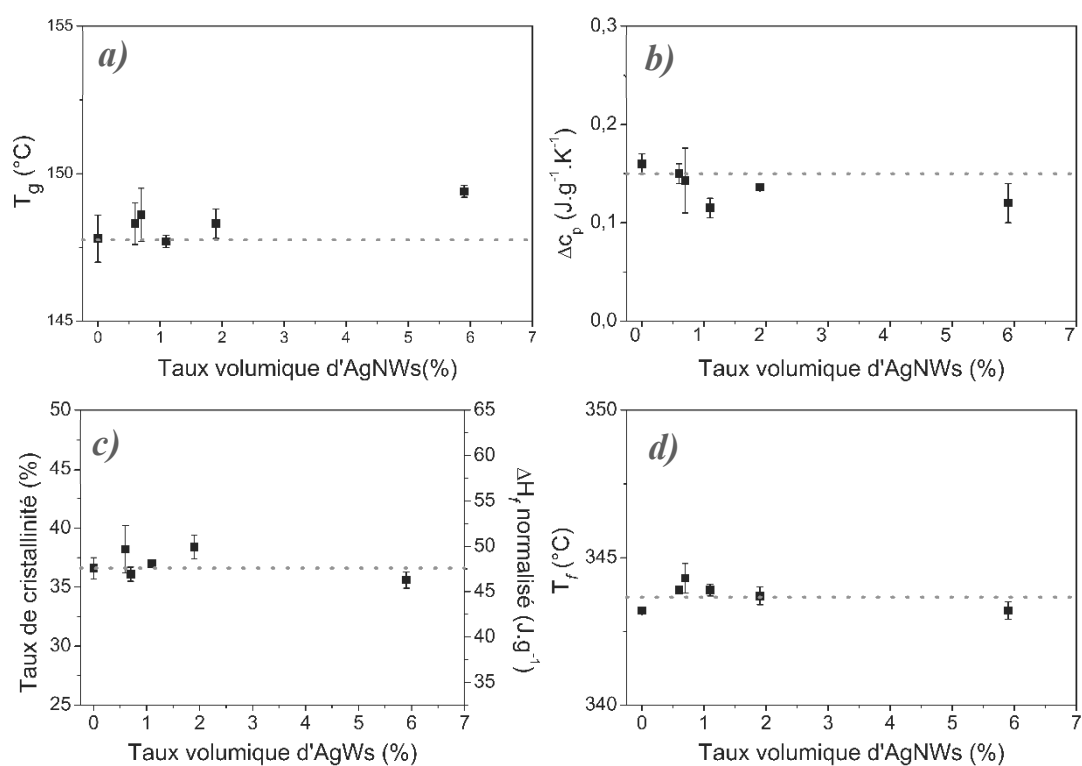 a)
155
150
145
T_g (°C)
0 1 2 3 4 5 6 7
Taux volumique d'AgNWs(%)
b)
0,3
0,2
0,1
0,0
Δc_p (J.g⁻¹.K⁻¹)
0 1 2 3 4 5 6 7
Taux volumique d'AgNWs (%)
c)
50
45
40
35
30
25
Taux de cristallinité (%)
65
60
55
50
45
40
35
ΔH_f normalisé (J.g⁻¹)
0 1 2 3 4 5 6 7
Taux volumique d'AgWs (%)
d)
350
345
340
T_f (°C)
0 1 2 3 4 5 6 7
Taux volumique d'AgNWs (%)